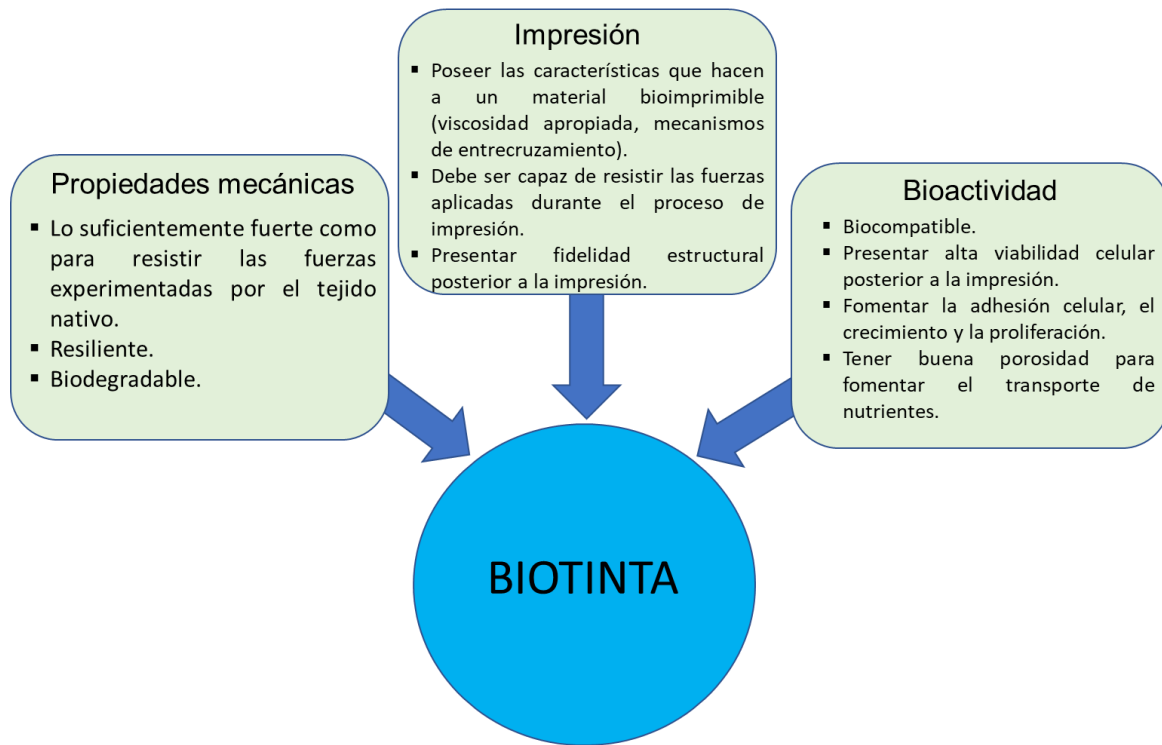 Impresión
▪ Poseer las características que hacen
a un material bioimprimible
(viscosidad apropiada, mecanismos
de entrecruzamiento).
▪ Debe ser capaz de resistir las fuerzas
aplicadas durante el proceso de
impresión.
▪ Presentar fidelidad estructural
posterior a la impresión.
Propiedades mecánicas
▪ Lo suficientemente fuerte como
para resistir las fuerzas
experimentadas por el tejido
nativo.
▪ Resiliente.
▪ Biodegradable.
Bioactividad
▪ Biocompatible.
▪ Presentar alta viabilidad celular
posterior a la impresión.
▪ Fomentar la adhesión celular, el
crecimiento y la proliferación.
▪ Tener buena porosidad para
fomentar el transporte de
nutrientes.
BIOTINTA